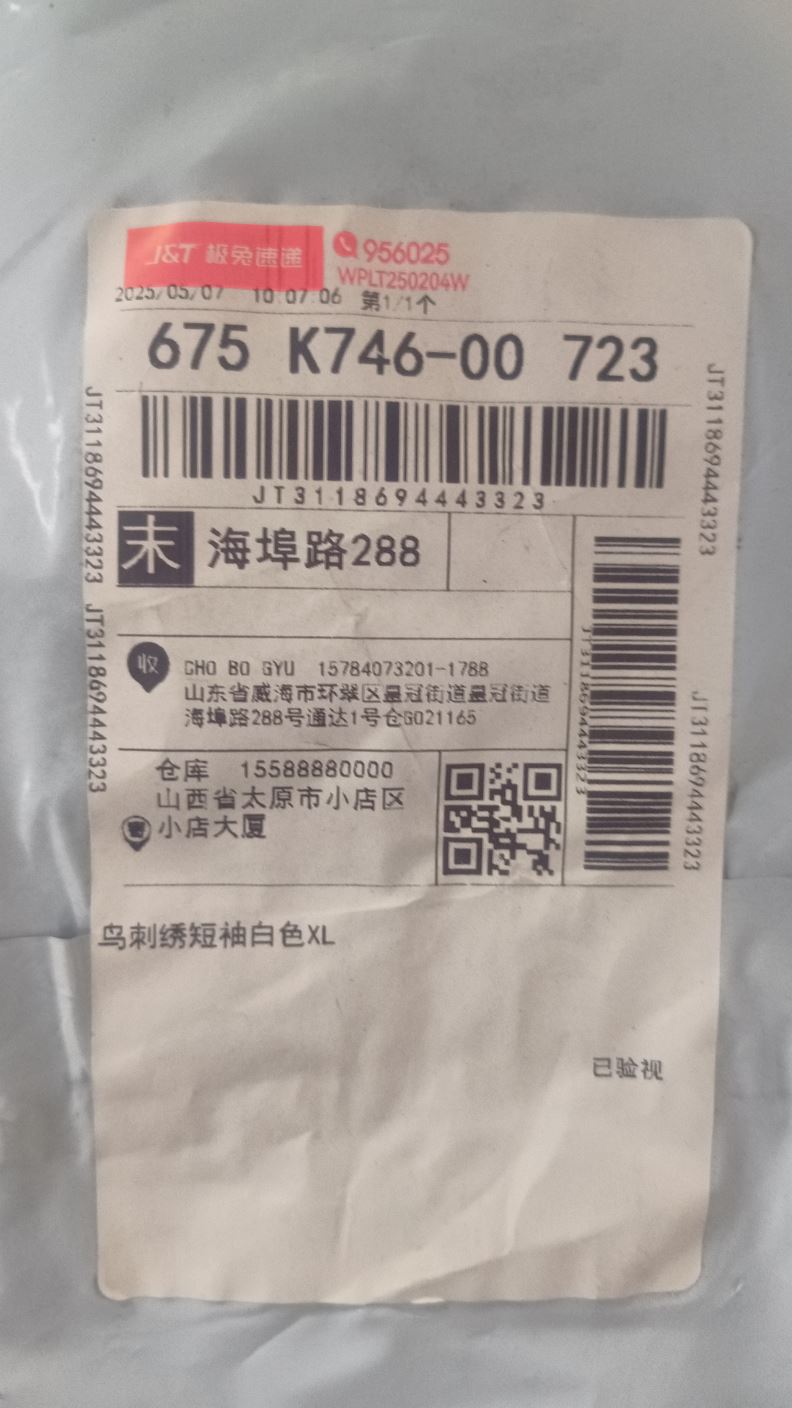 J&T 极兔速递
956025
WPLT250204W
2025/05/07 10:07:06 第1/1个
675 K746-00 723
JT3118694443323
末 海埠路288
收 CHO BO GYU 15784073201-1788
山东省威海市环翠区皇冠街道皇冠街道
海埠路288号通达1号仓G021165
仓库 15588880000
山西省太原市小店区
寄 小店大厦
鸟刺绣短袖白色XL
已验视
JT3118694443323
JT3118694443323
JT3118694443323
JT3118694443323
JT3118694443323